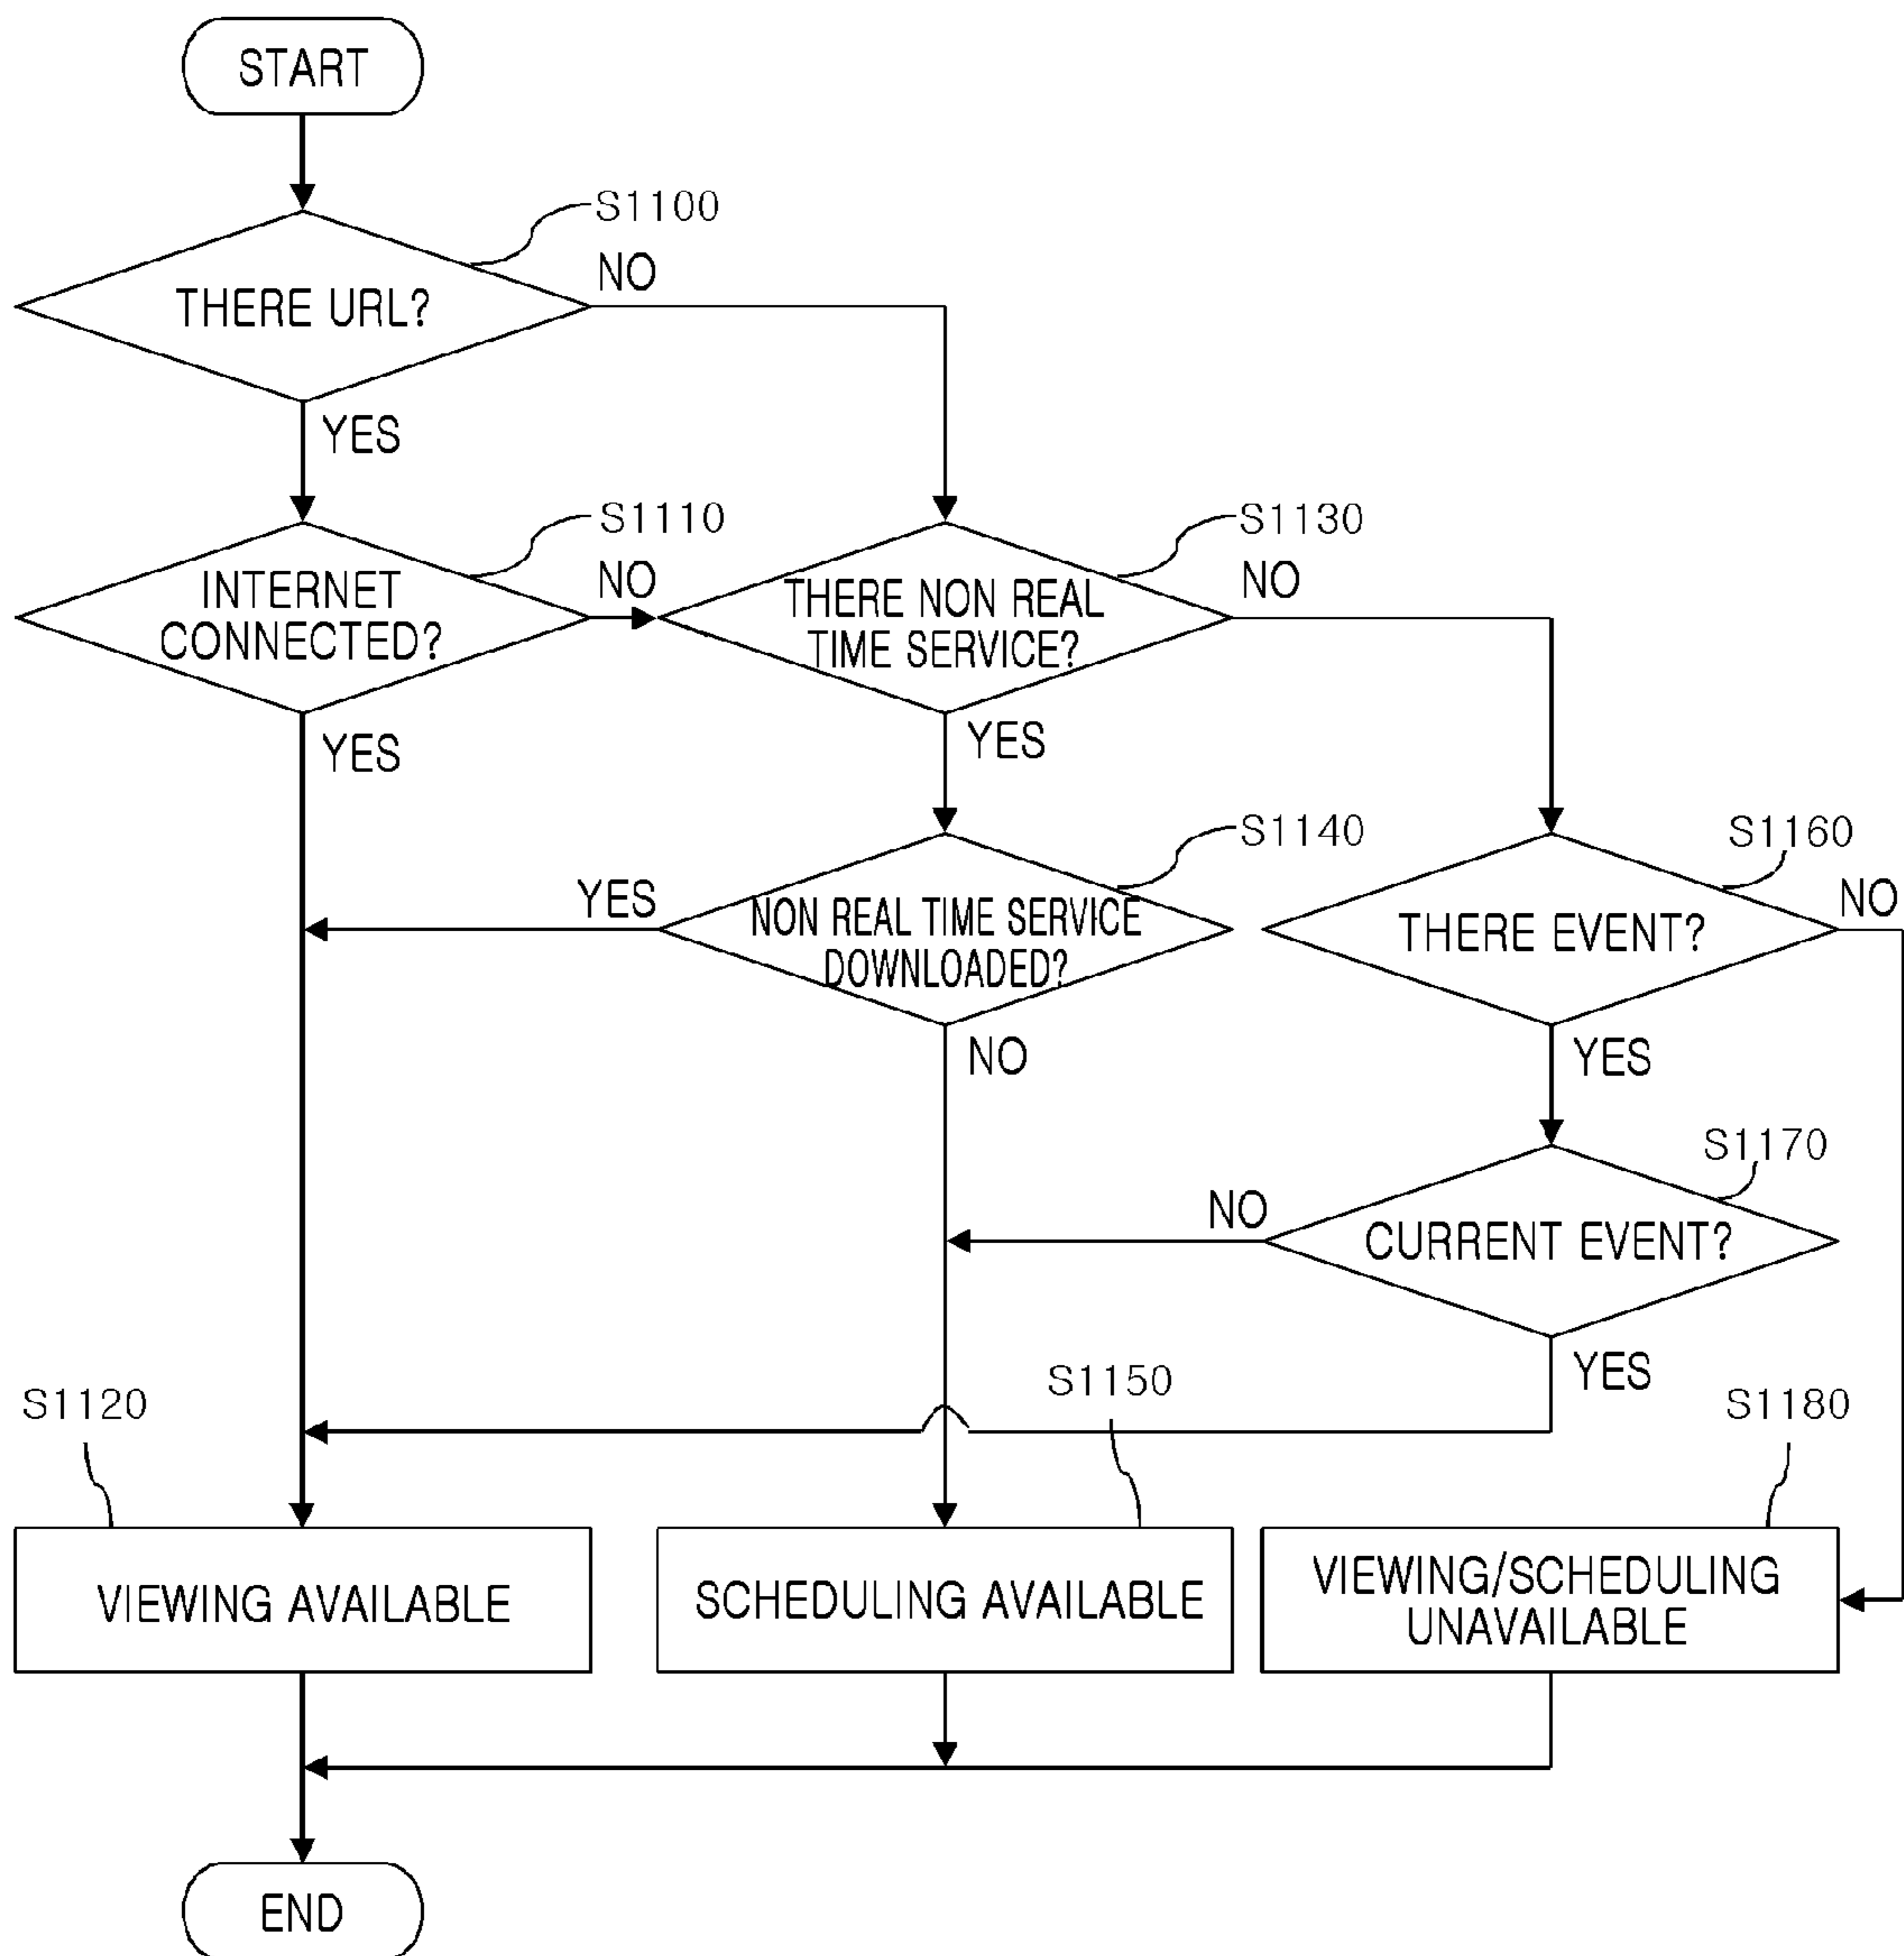 START
S1100
NO
THERE URL?
YES
S1110
S1130
NO
NO
INTERNET
CONNECTED?
THERE NON REAL
TIME SERVICE?
YES
YES
S1140
S1160
YES
NO
NON REAL TIME SERVICE
DOWNLOADED?
THERE EVENT?
NO
YES
S1170
NO
CURRENT EVENT?
YES
S1120
S1150
S1180
VIEWING AVAILABLE
SCHEDULING AVAILABLE
VIEWING/SCHEDULING
UNAVAILABLE
END